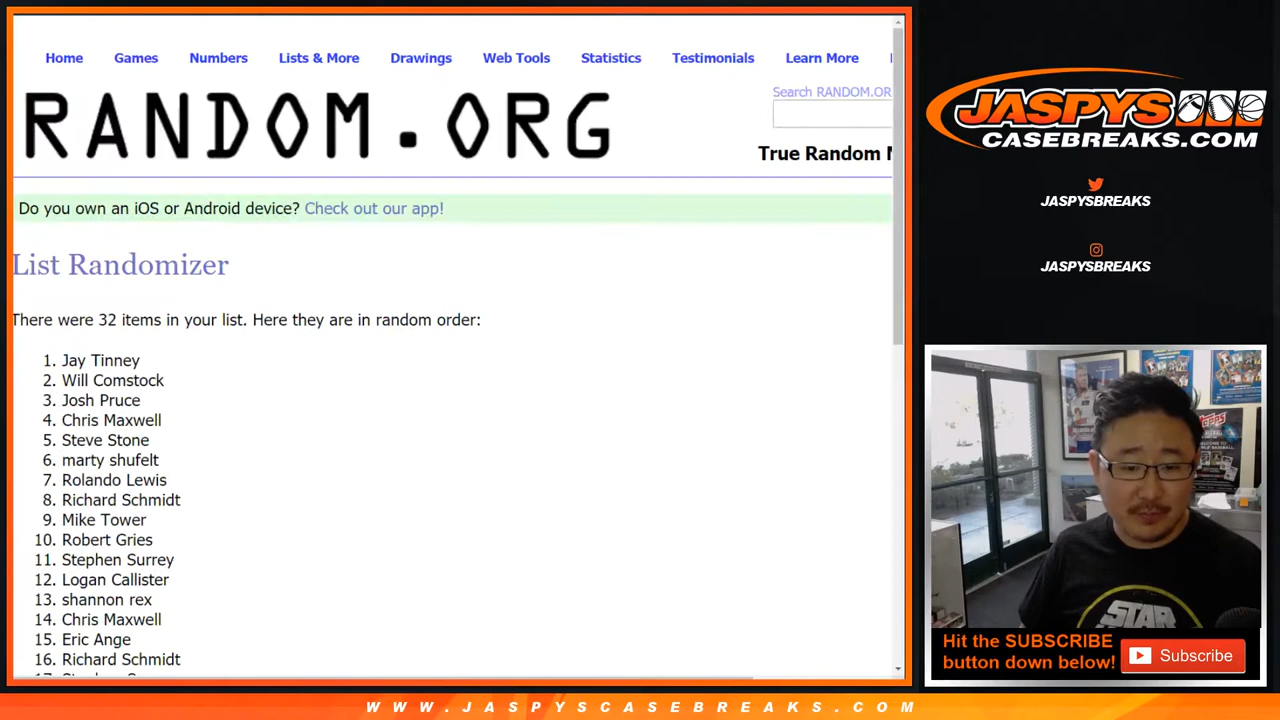 Home Games Numbers Lists & More Drawings Web Tools Statistics Testimonials Learn More
Search RANDOM.OR
RANDOM.ORG
True Random
Do you own an iOS or Android device? Check out our app!
List Randomizer
There were 32 items in your list. Here they are in random order:
1. Jay Tinney
2. Will Comstock
3. Josh Pruce
4. Chris Maxwell
5. Steve Stone
6. marty shufelt
7. Rolando Lewis
8. Richard Schmidt
9. Mike Tower
10. Robert Gries
11. Stephen Surrey
12. Logan Callister
13. shannon rex
14. Chris Maxwell
15. Eric Ange
16. Richard Schmidt
JASPYS
CASEBREAKS.COM
JASPYSBREAKS
JASPYSBREAKS
STAR
Hit the SUBSCRIBE
button down below!
Subscribe
WWW.JASPYSCASEBREAKS.COM